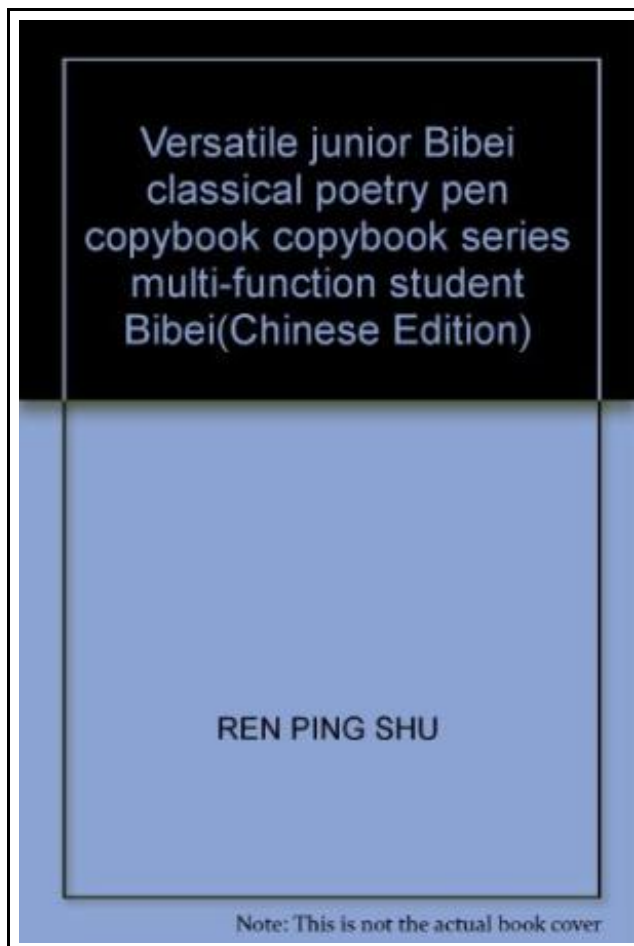 Versatile junior Bibei
classical poetry pen
copybook copybook series
multi-function student
Bibei(Chinese Edition)
REN PING SHU
Note: This is not the actual book cover